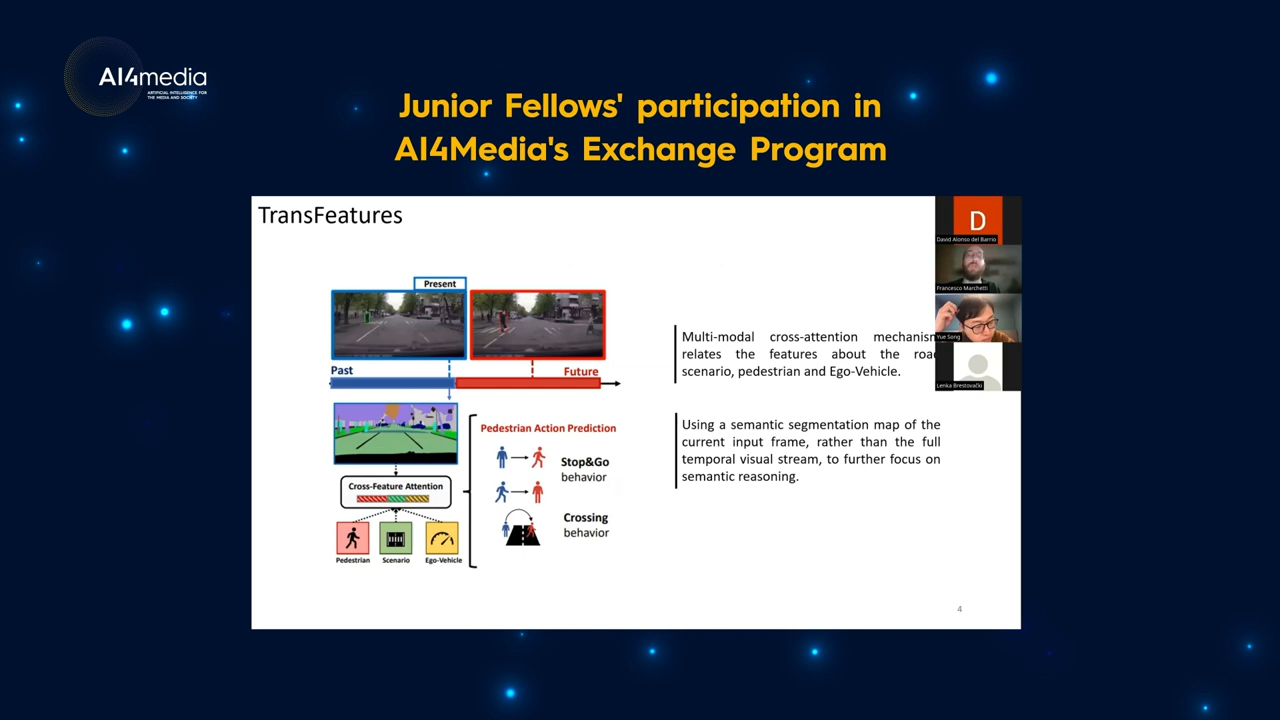 AI4media
ARTIFICIAL INTELLIGENCE FOR
THE MEDIA AND SOCIETY
Junior Fellows' participation in
AI4Media's Exchange Program
TransFeatures
Present
Past
Future
Cross-Feature Attention
Pedestrian
Scenario
Ego-Vehicle
Pedestrian Action Prediction
Stop&Go
behavior
Crossing
behavior
Multi-modal cross-attention mechanism
relates the features about the road
scenario, pedestrian and Ego-Vehicle.
Using a semantic segmentation map of the
current input frame, rather than the full
temporal visual stream, to further focus on
semantic reasoning.
4
D
David Alonso del Barrio
Francesco Marchetti
Yue Song
Lenka Brestovački